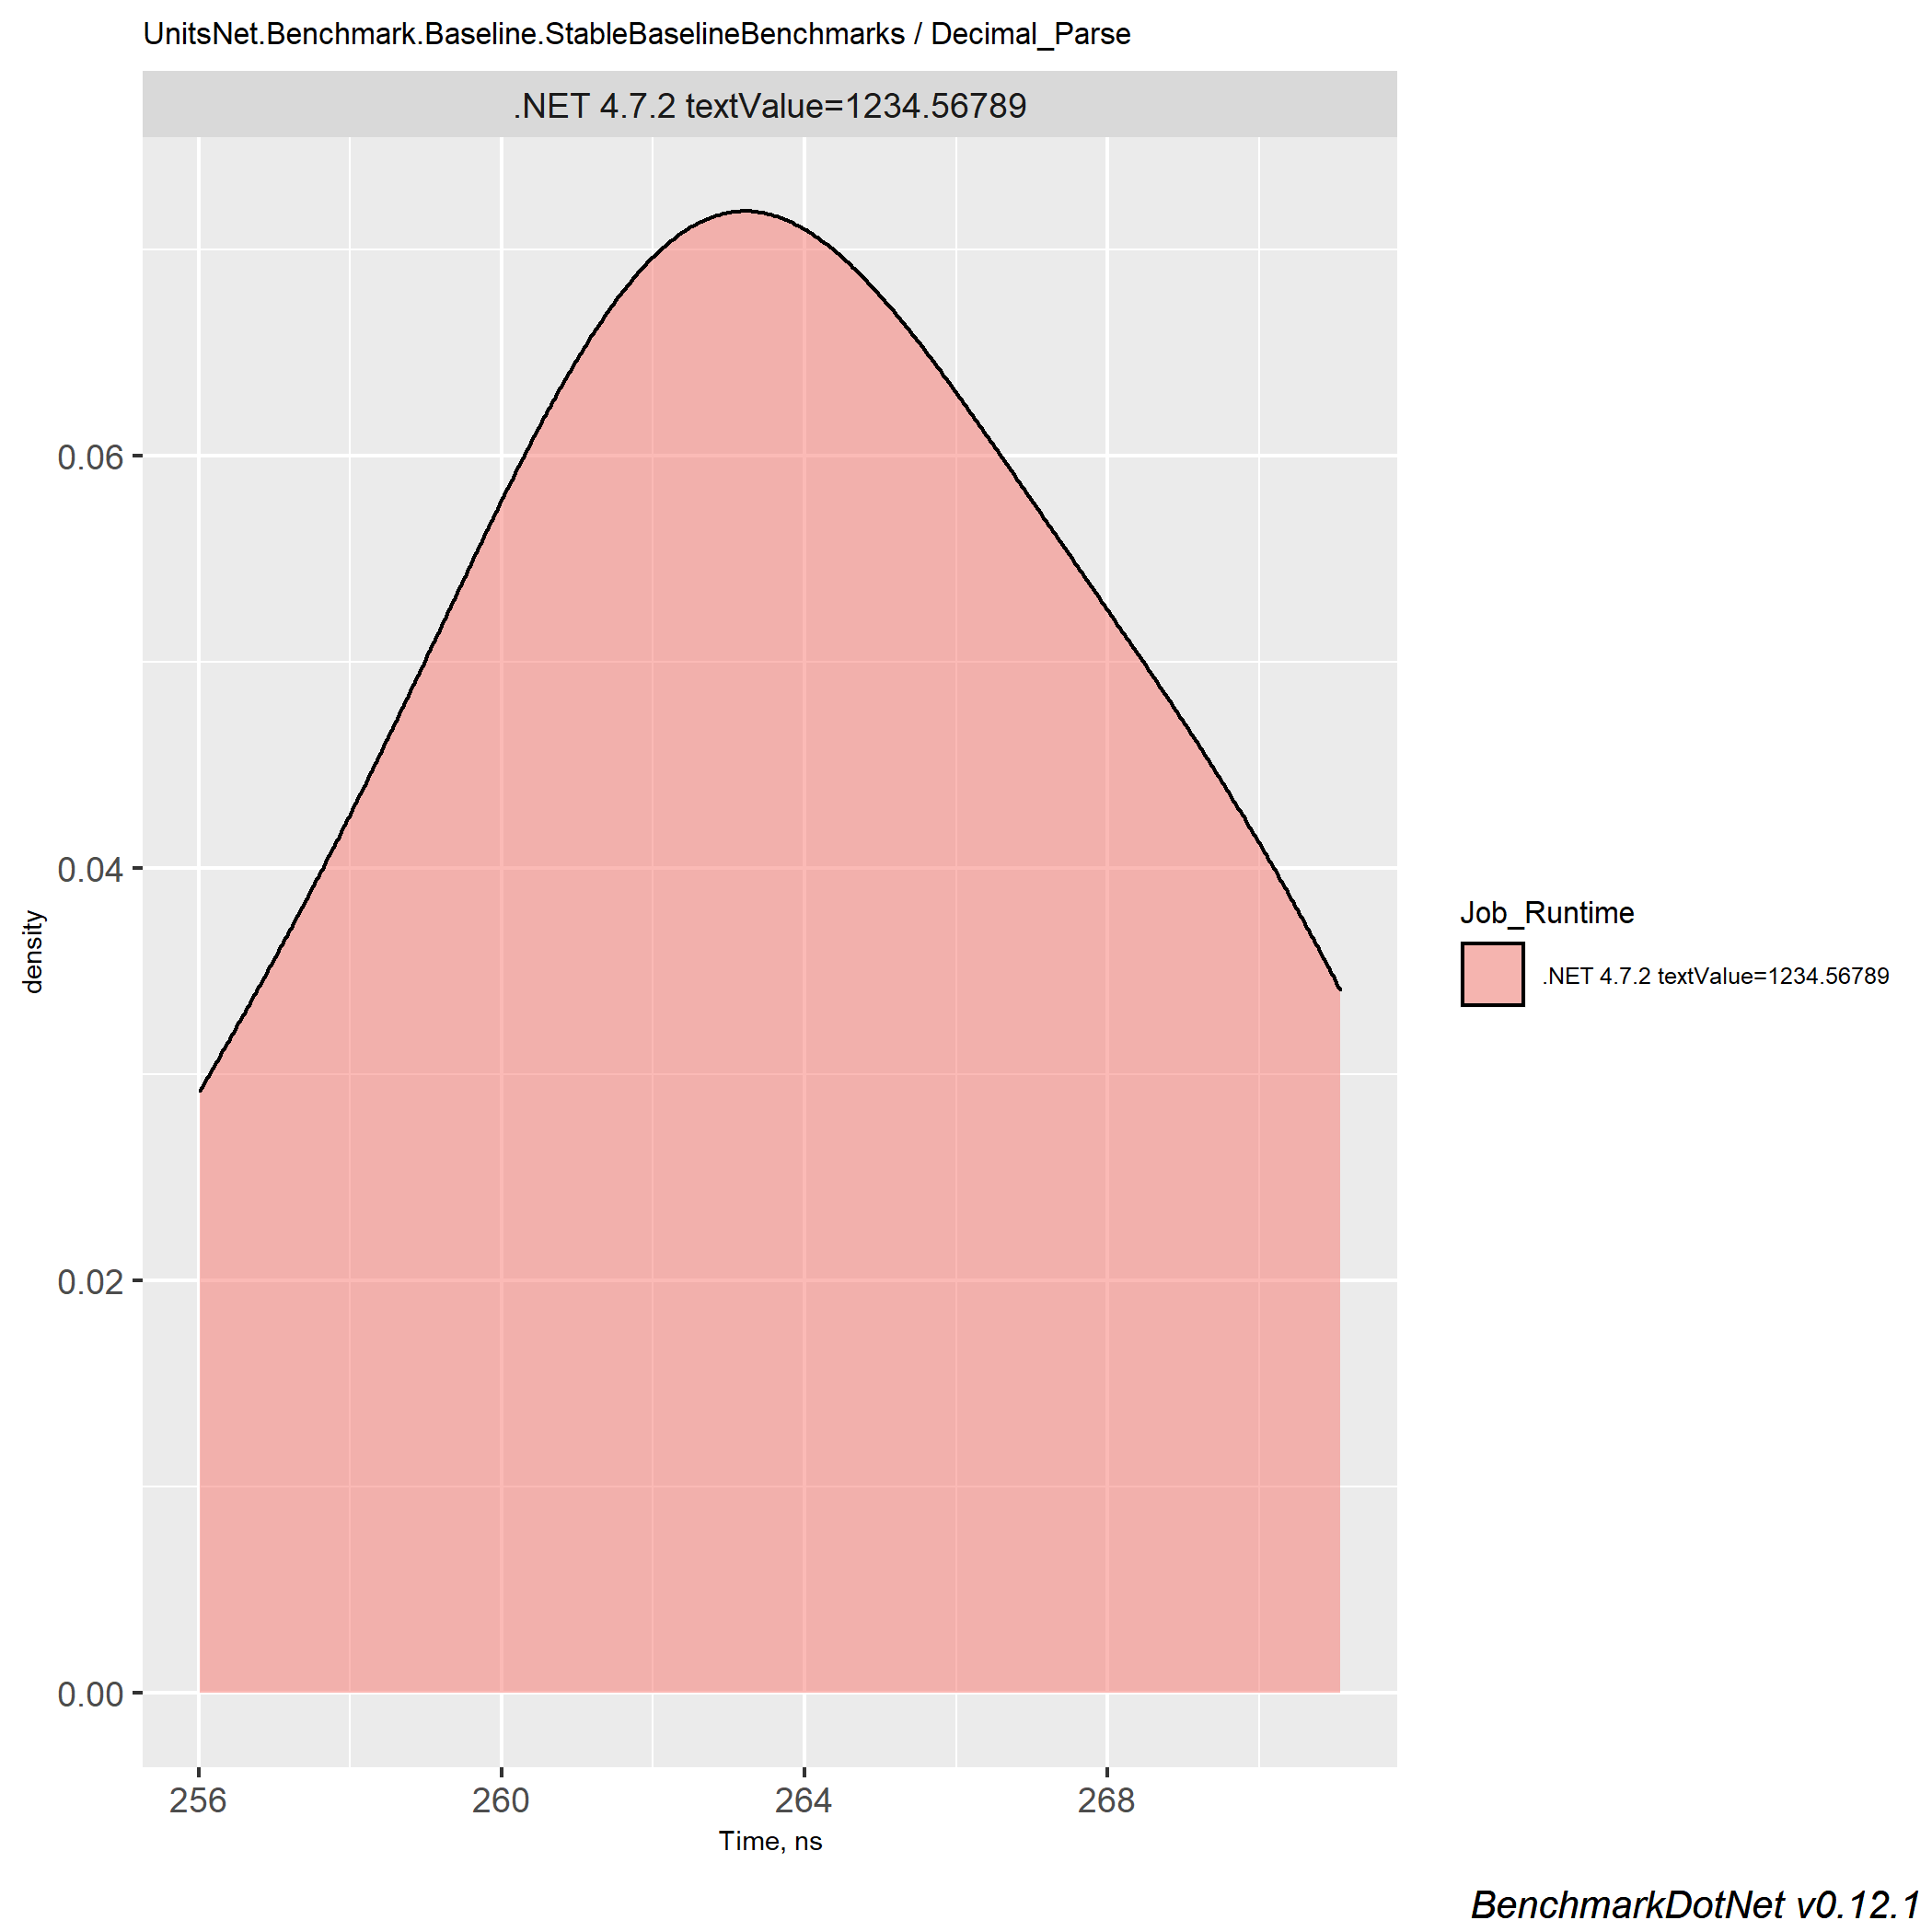 UnitsNet.Benchmark.Baseline.StableBaselineBenchmarks / Decimal_Parse
.NET 4.7.2 textValue=1234.56789
0.06
0.04
0.02
0.00
density
256 260 264 268
Time, ns
Job_Runtime
.NET 4.7.2 textValue=1234.56789
BenchmarkDotNet v0.12.1